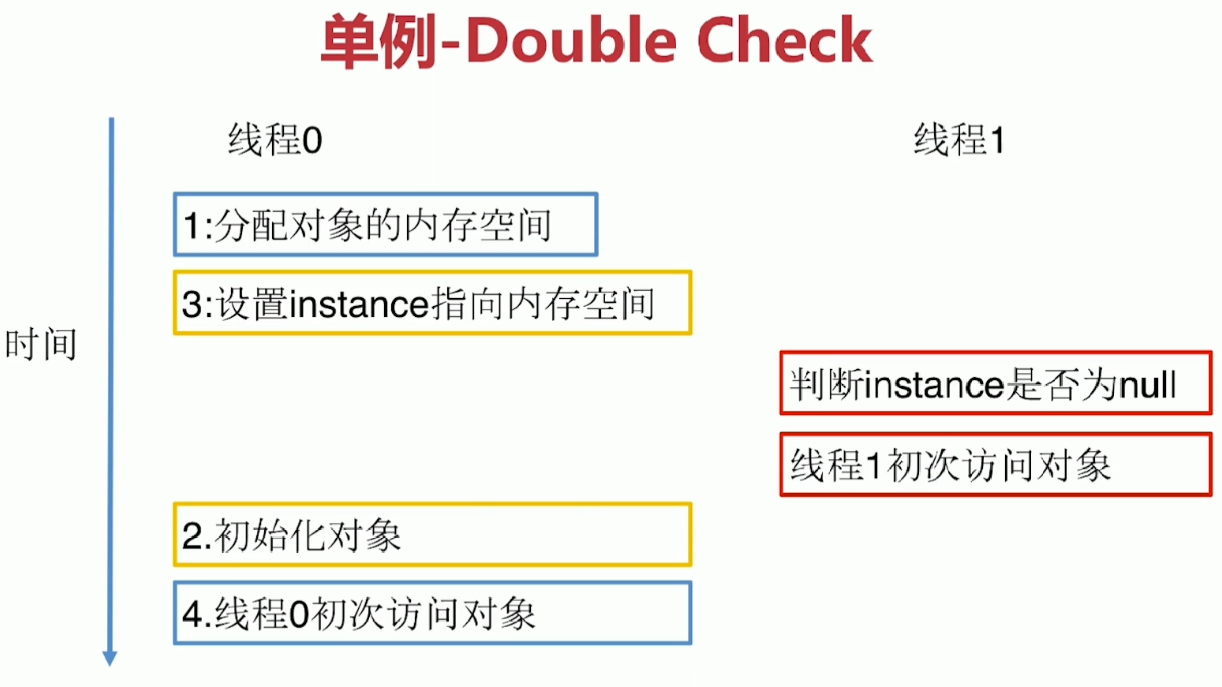 单例-Double Check
线程0
线程1
1:分配对象的内存空间
3:设置instance指向内存空间
时间
判断instance是否为null
线程1初次访问对象
2.初始化对象
4.线程0初次访问对象